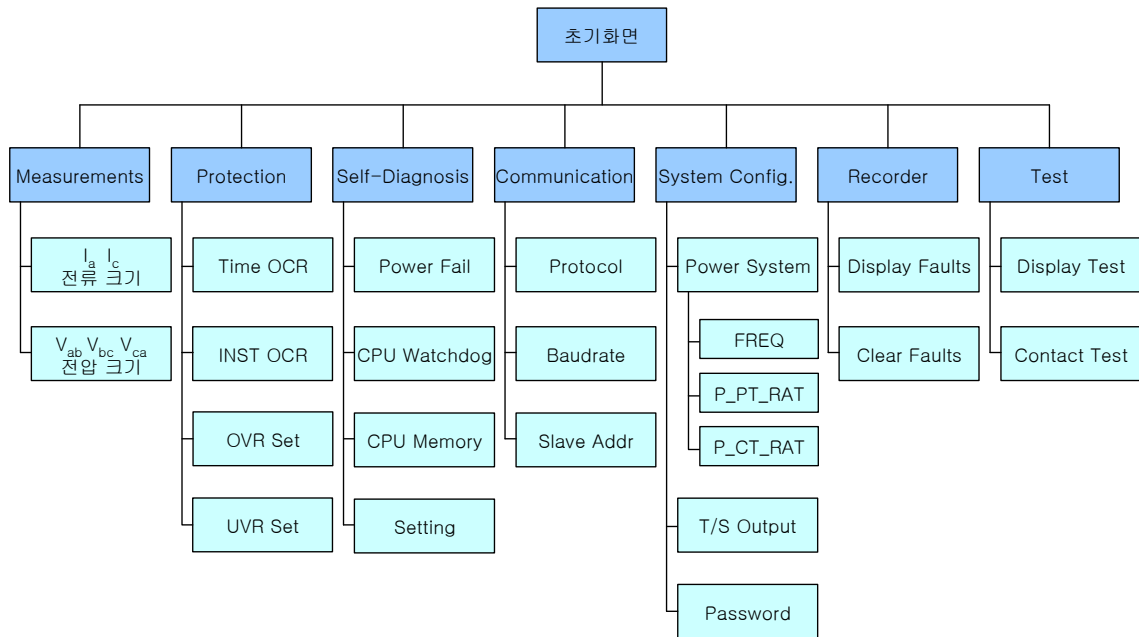 초기화면
Measurements
Protection
Self-Diagnosis
Communication
System Config.
Recorder
Test
Ia Ic
전류 크기
Time OCR
Power Fail
Protocol
Power System
Display Faults
Display Test
FREQ
Vab Vbc Vca
전압 크기
INST OCR
CPU Watchdog
Baudrate
Clear Faults
Contact Test
P_PT_RAT
OVR Set
CPU Memory
Slave Addr
P_CT_RAT
UVR Set
Setting
T/S Output
Password